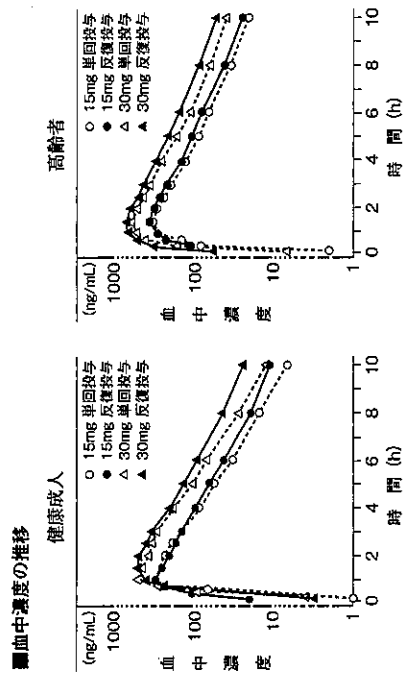 ■血中濃度の推移
健康成人
(ng/mL)
1000
100
10
1
血中濃度
○ 15mg 単回投与
● 15mg 反復投与
△ 30mg 単回投与
▲ 30mg 反復投与
0 2 4 6 8 10
時間 (h)
高齢者
(ng/mL)
1000
100
10
1
血中濃度
○ 15mg 単回投与
● 15mg 反復投与
△ 30mg 単回投与
▲ 30mg 反復投与
0 2 4 6 8 10
時間 (h)